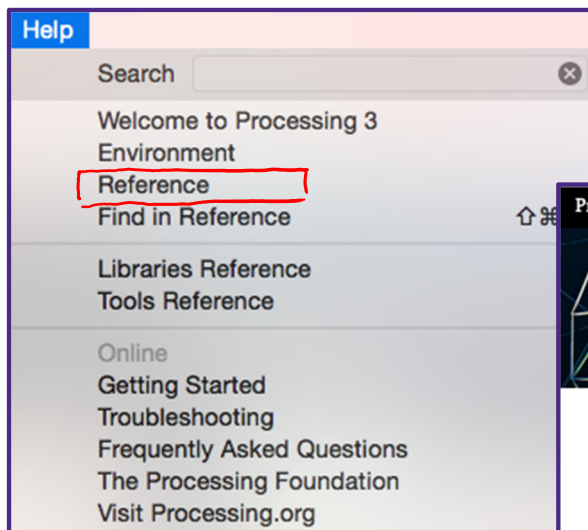 Help
Search
Welcome to Processing 3
Environment
Reference
Find in Reference ⇧⌘
Libraries Reference
Tools Reference
Online
Getting Started
Troubleshooting
Frequently Asked Questions
The Processing Foundation
Visit Processing.org